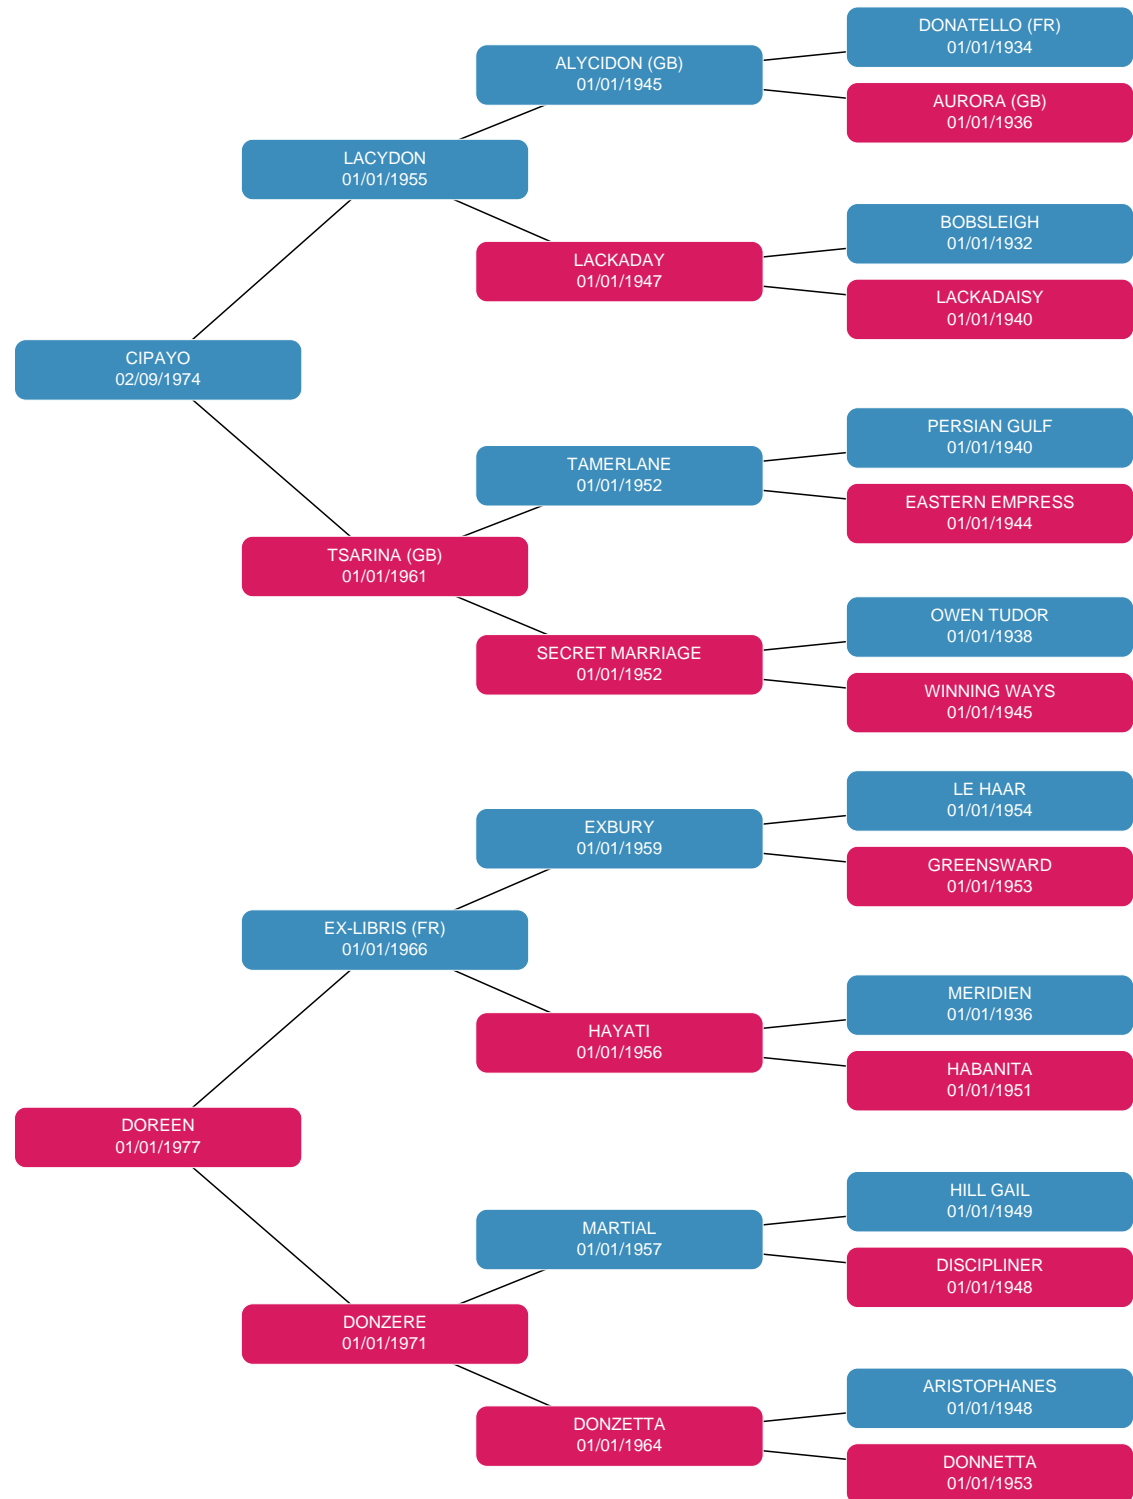 DONATELLO (FR)
01/01/1934
ALYCIDON (GB)
01/01/1945
AURORA (GB)
01/01/1936
LACYDON
01/01/1955
BOBSLEIGH
01/01/1932
LACKADAY
01/01/1947
LACKADAISY
01/01/1940
CIPAYO
02/09/1974
PERSIAN GULF
01/01/1940
TAMERLANE
01/01/1952
EASTERN EMPRESS
01/01/1944
TSARINA (GB)
01/01/1961
OWEN TUDOR
01/01/1938
SECRET MARRIAGE
01/01/1952
WINNING WAYS
01/01/1945
LE HAAR
01/01/1954
EXBURY
01/01/1959
GREENSWARD
01/01/1953
EX-LIBRIS (FR)
01/01/1966
MERIDIEN
01/01/1936
HAYATI
01/01/1956
HABANITA
01/01/1951
DOREEN
01/01/1977
HILL GAIL
01/01/1949
MARTIAL
01/01/1957
DISCIPLINER
01/01/1948
DONZERE
01/01/1971
ARISTOPHANES
01/01/1948
DONZETTA
01/01/1964
DONNETTA
01/01/1953